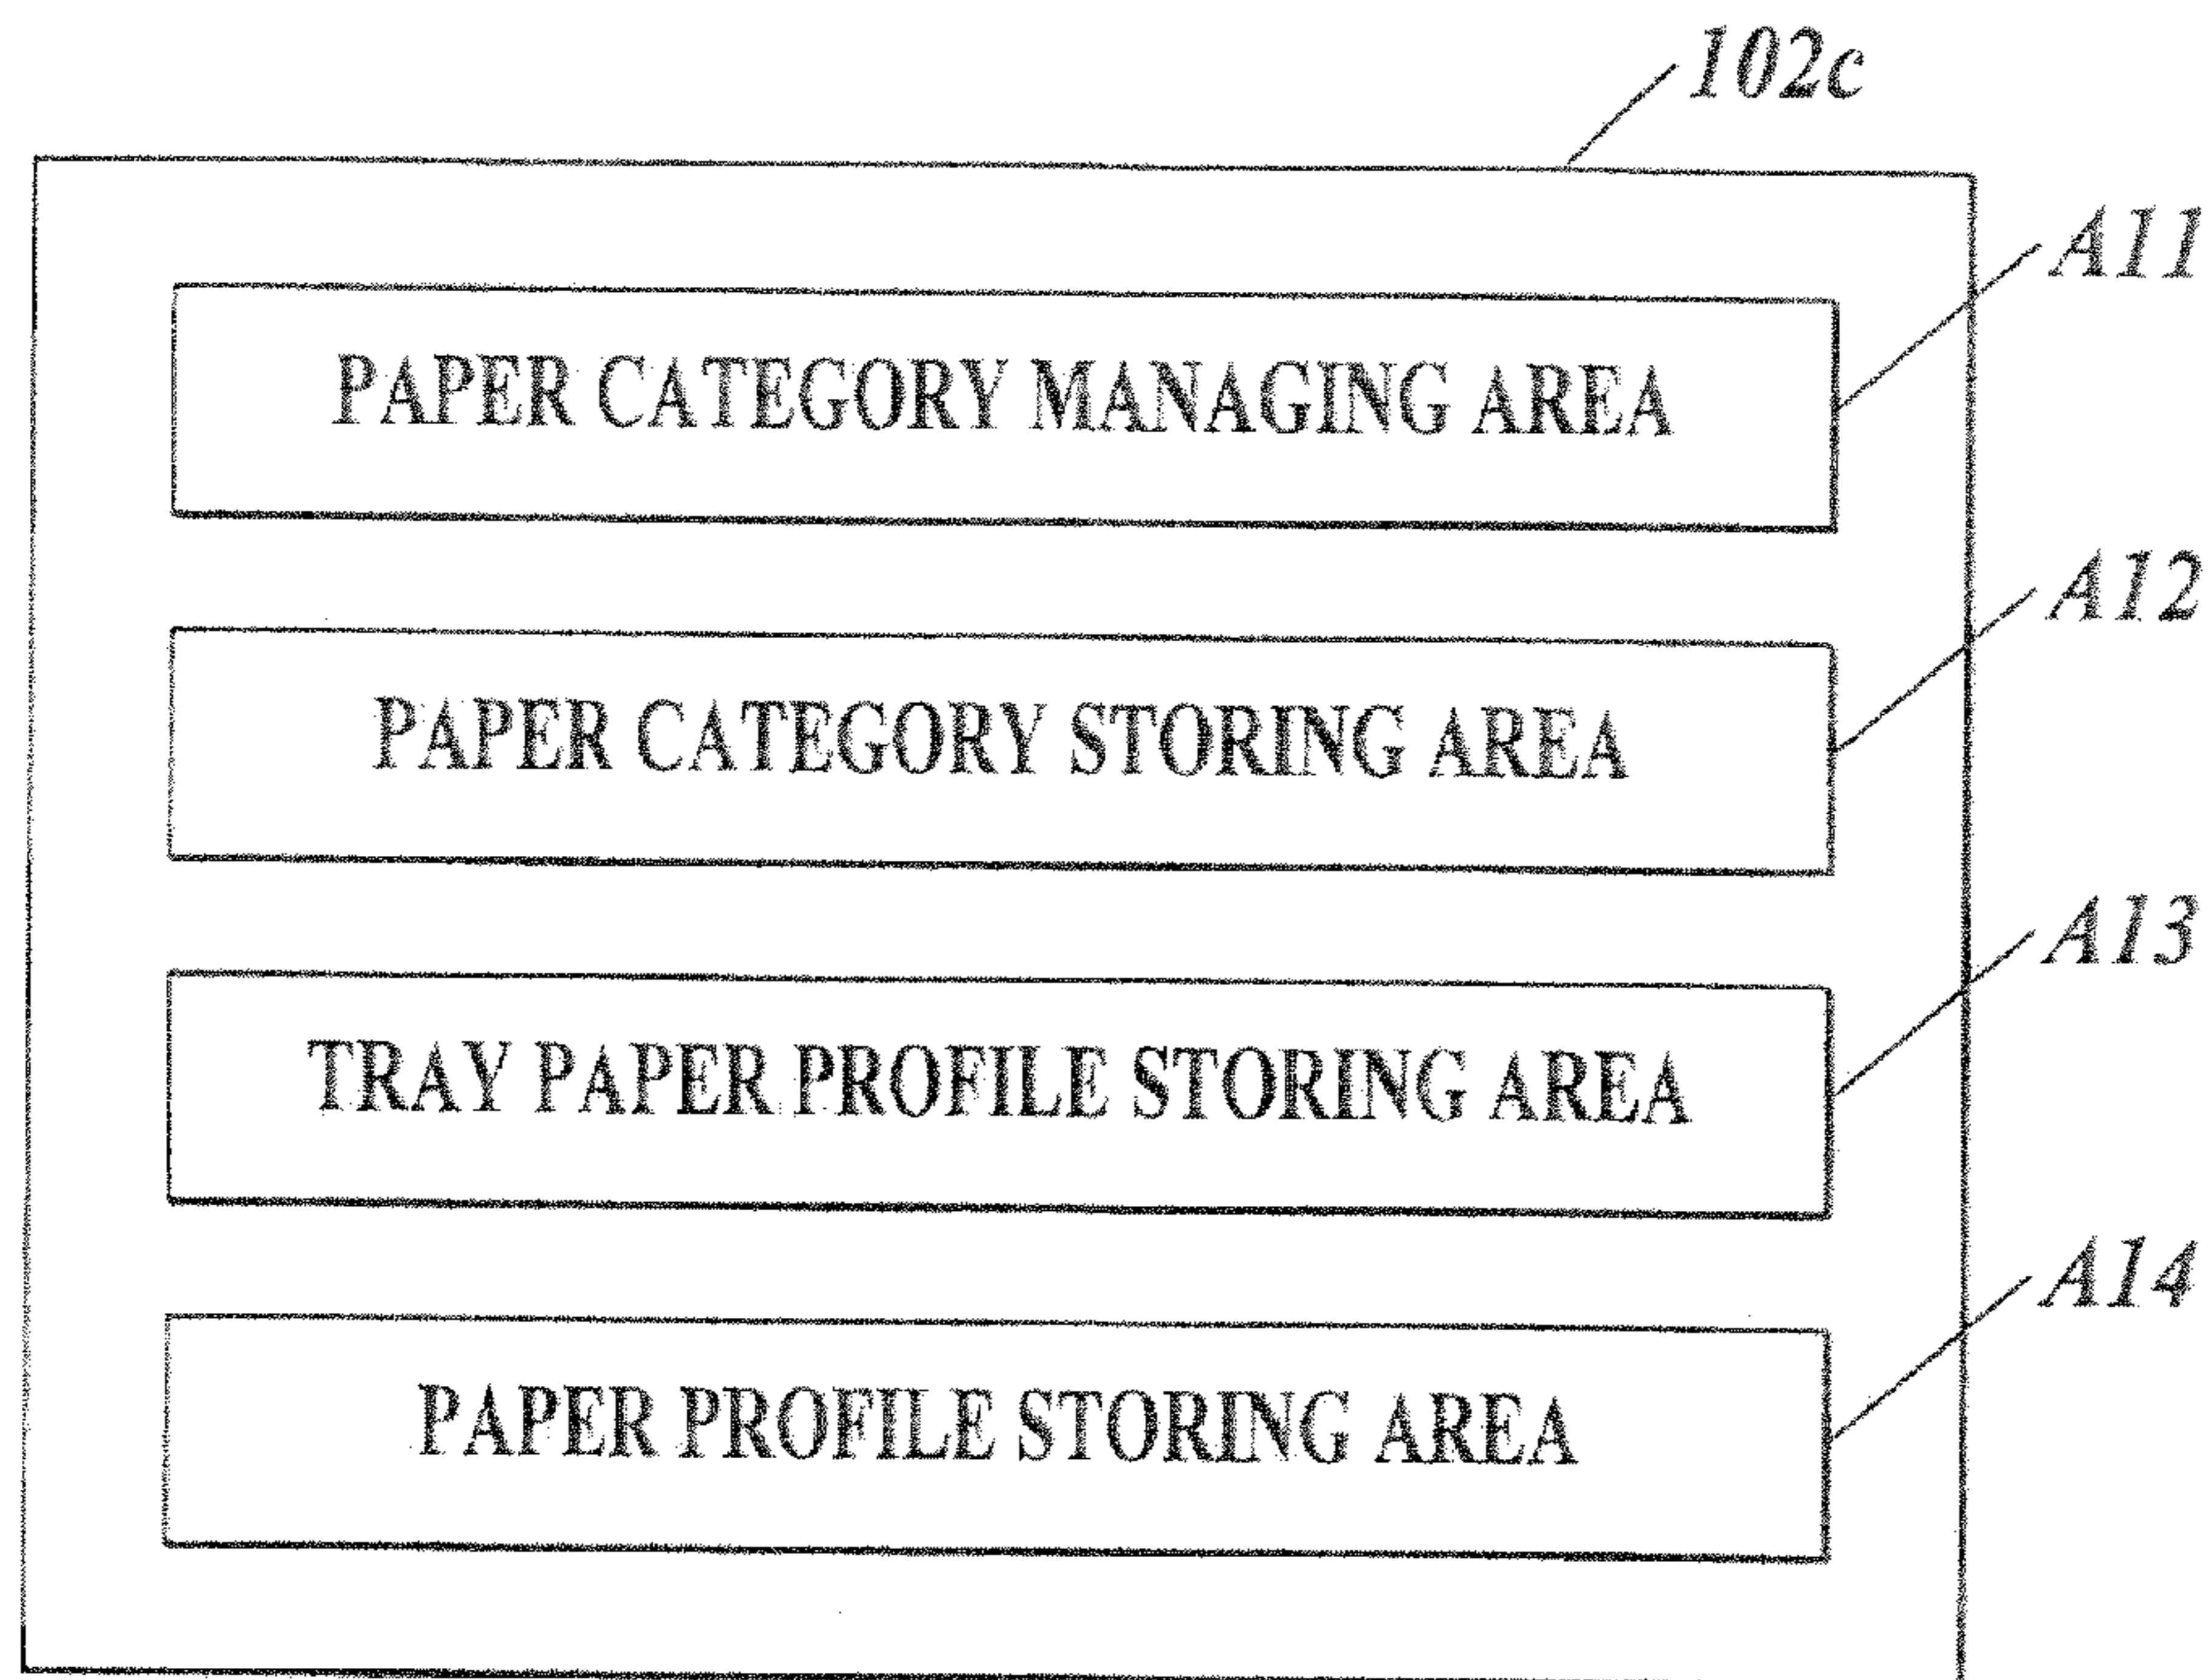 102c
A11
PAPER CATEGORY MANAGING AREA
A12
PAPER CATEGORY STORING AREA
A13
TRAY PAPER PROFILE STORING AREA
A14
PAPER PROFILE STORING AREA